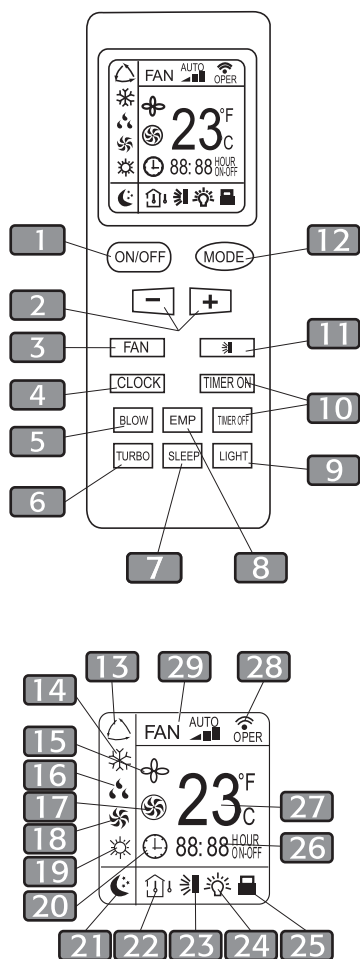 FAN AUTO OPER
23 °F C
88:88 HOUR ON-OFF
1 ON/OFF MODE 12
− +
2
3 FAN 11
4 CLOCK TIMER ON
10
BLOW EMP TIMER OFF
5
TURBO SLEEP LIGHT 9
6
7 8
13 29 28
14
FAN AUTO OPER
15
16
17 23 °F C 27
18
19 88:88 HOUR ON-OFF 26
20
21 22 23 24 25